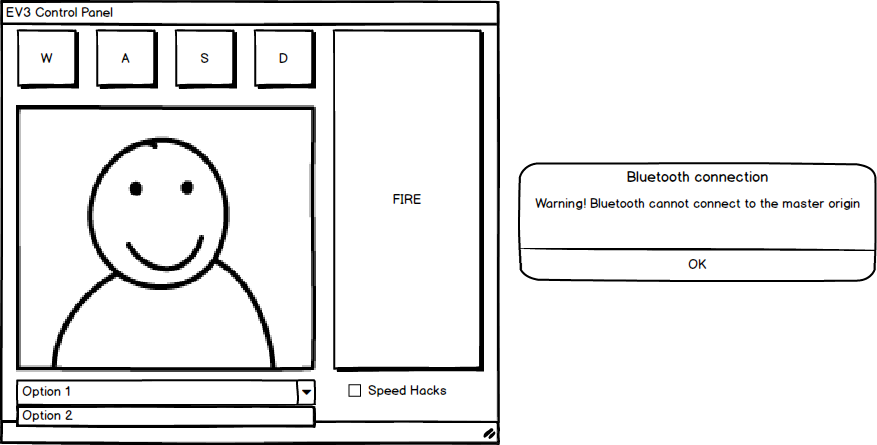 EV3 Control Panel
W
A
S
D
FIRE
Option 1
Option 2
Speed Hacks
Bluetooth connection
Warning! Bluetooth cannot connect to the master origin
OK